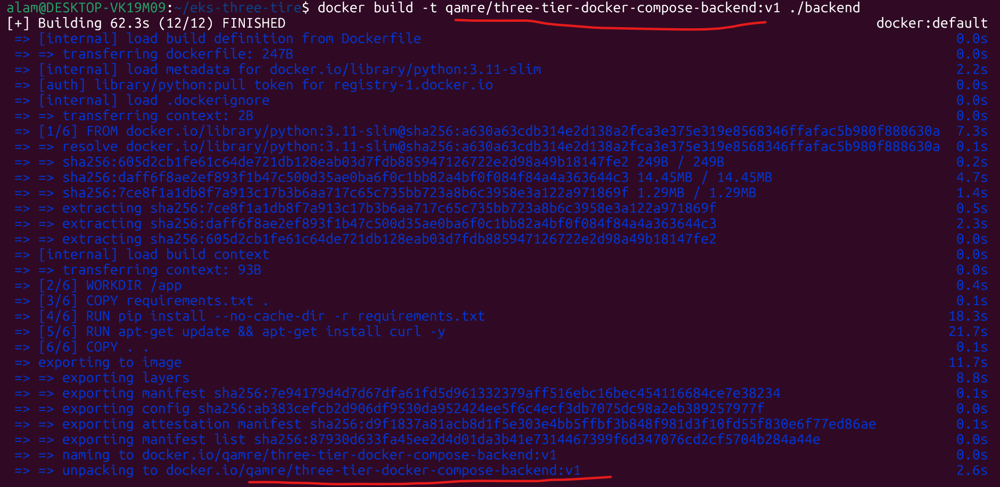 alam@DESKTOP-VK19M09:~/eks-three-tire$ docker build -t qamre/three-tier-docker-compose-backend:v1 ./backend
[+] Building 62.3s (12/12) FINISHED docker:default
=> [internal] load build definition from Dockerfile 0.0s
=> => transferring dockerfile: 247B 0.0s
=> [internal] load metadata for docker.io/library/python:3.11-slim 2.2s
=> [auth] library/python:pull token for registry-1.docker.io 0.0s
=> [internal] load .dockerignore 0.0s
=> => transferring context: 2B 0.0s
=> [1/6] FROM docker.io/library/python:3.11-slim@sha256:a630a63cdb314e2d138a2fca3e375e319e8568346ffafac5b980f888630a 7.3s
=> => resolve docker.io/library/python:3.11-slim@sha256:a630a63cdb314e2d138a2fca3e375e319e8568346ffafac5b980f888630a 0.1s
=> => sha256:605d2cb1fe61c64de721db128eab03d7fdb885947126722e2d98a49b18147fe2 249B / 249B 0.2s
=> => sha256:daff6f8ae2ef893f1b47c500d35ae0ba6f0c1bb82a4bf0f084f84a4a363644c3 14.45MB / 14.45MB 4.7s
=> => sha256:7ce8f1a1db8f7a913c17b3b6aa717c65c735bb723a8b6c3958e3a122a971869f 1.29MB / 1.29MB 1.4s
=> => extracting sha256:7ce8f1a1db8f7a913c17b3b6aa717c65c735bb723a8b6c3958e3a122a971869f 0.5s
=> => extracting sha256:daff6f8ae2ef893f1b47c500d35ae0ba6f0c1bb82a4bf0f084f84a4a363644c3 2.3s
=> => extracting sha256:605d2cb1fe61c64de721db128eab03d7fdb885947126722e2d98a49b18147fe2 0.0s
=> [internal] load build context 0.0s
=> => transferring context: 93B 0.0s
=> [2/6] WORKDIR /app 0.4s
=> [3/6] COPY requirements.txt . 0.1s
=> [4/6] RUN pip install --no-cache-dir -r requirements.txt 18.3s
=> [5/6] RUN apt-get update && apt-get install curl -y 21.7s
=> [6/6] COPY . . 0.1s
=> exporting to image 11.7s
=> => exporting layers 8.8s
=> => exporting manifest sha256:7e94179d4d7d67dfa61fd5d961332379aff516ebc16bec454116684ce7e38234 0.1s
=> => exporting config sha256:ab383cefcb2d906df9530da952424ee5f6c4ecf3db7075dc98a2eb389257977f 0.0s
=> => exporting attestation manifest sha256:d9f1837a81acb8d1f5e303e4bb5ffbf3b848f981d3f10fd55f830e6f77ed86ae 0.1s
=> => exporting manifest list sha256:87930d633fa45ee2d4d01da3b41e7314467399f6d347076cd2cf5704b284a44e 0.0s
=> => naming to docker.io/qamre/three-tier-docker-compose-backend:v1 0.0s
=> => unpacking to docker.io/qamre/three-tier-docker-compose-backend:v1 2.6s